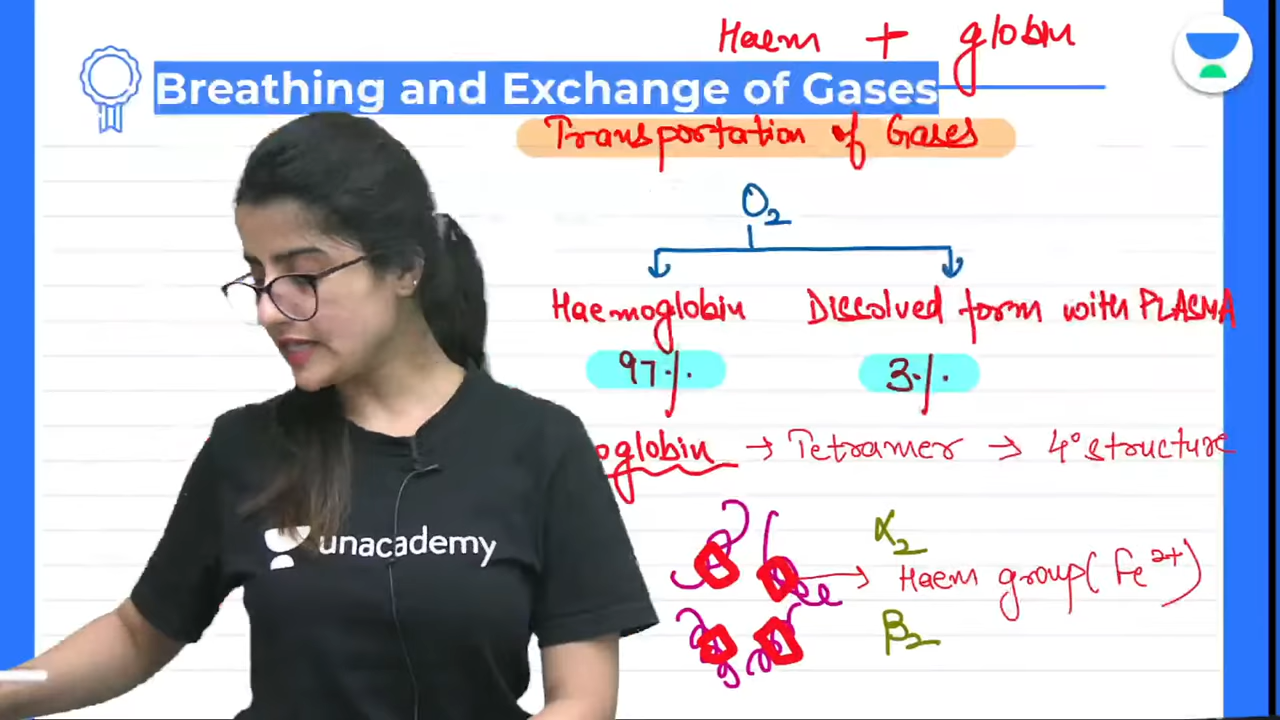 Haem + globin
Breathing and Exchange of Gases
Transportation of Gases
O₂
Haemoglobin
Dissolved form with PLASMA
97%
3%
oglobin → Tetramer → 4° structure
α₂
Haem group (Fe²⁺)
β₂
unacademy